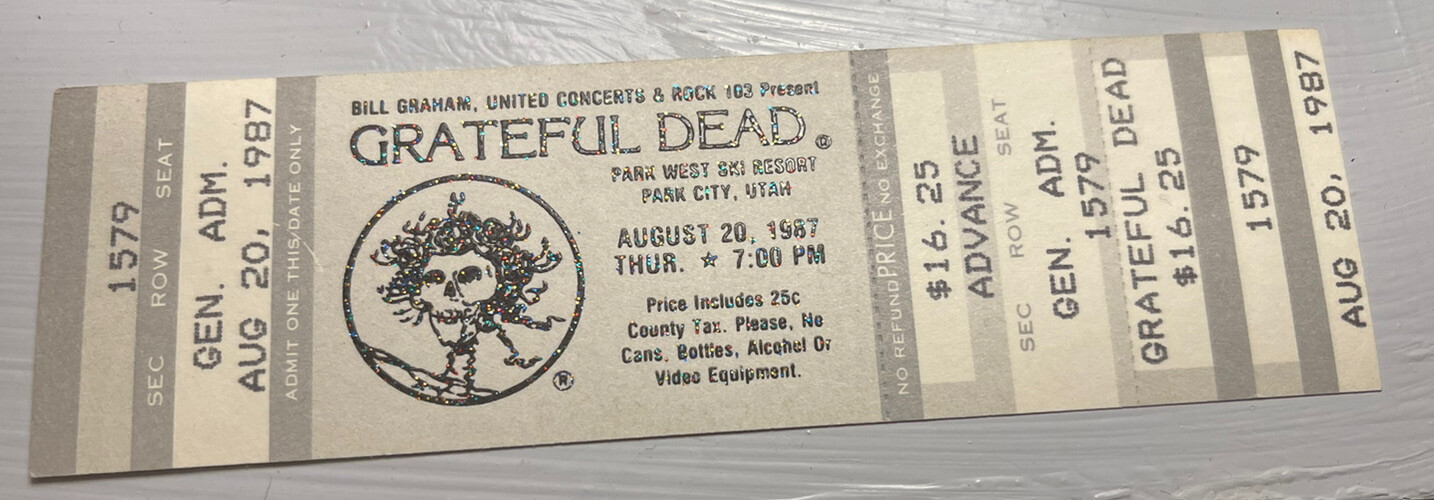 1579
SEC ROW SEAT
GEN. ADM.
AUG 20, 1987
ADMIT ONE THIS DATE ONLY
BILL GRAHAM, UNITED CONCERTS & ROCK 103 Present
GRATEFUL DEAD®
PARK WEST SKI RESORT
PARK CITY, UTAH
AUGUST 20, 1987
THUR. ★ 7:00 PM
Price Includes 25c
County Tax. Please, No
Cans, Bottles, Alcohol Or
Video Equipment.
®
NO REFUND PRICE NO EXCHANGE
$16.25
ADVANCE
SEC ROW SEAT
GEN. ADM.
1579
GRATEFUL DEAD
$16.25
1579
AUG 20, 1987